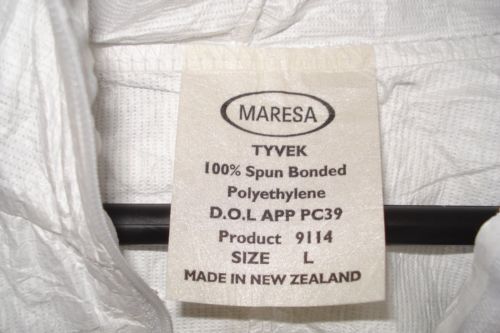 MARESA
TYVEK
100% Spun Bonded
Polyethylene
D.O.L APP PC39
Product 9114
SIZE L
MADE IN NEW ZEALAND